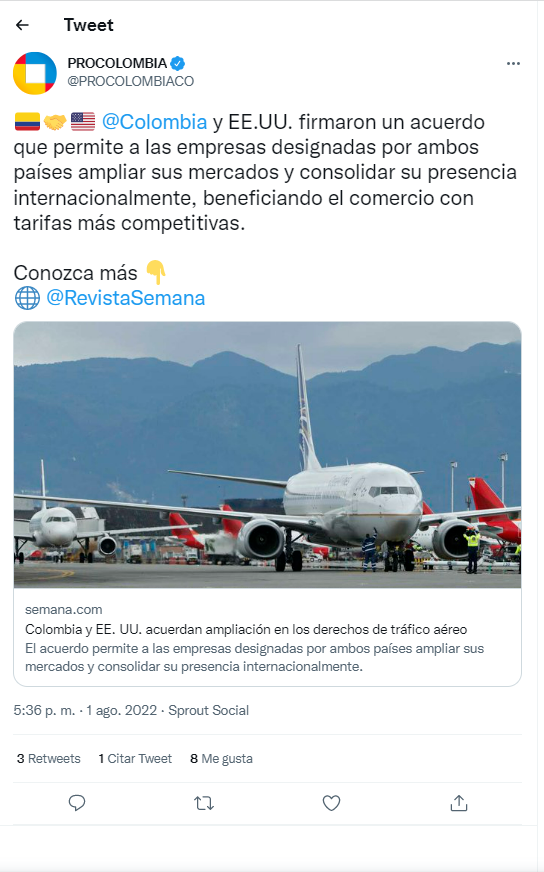 Tweet
PROCOLOMBIA
@PROCOLOMBIACO
@Colombia y EE.UU. firmaron un acuerdo
que permite a las empresas designadas por ambos
países ampliar sus mercados y consolidar su presencia
internacionalmente, beneficiando el comercio con
tarifas más competitivas.
Conozca más
@RevistaSemana
semana.com
Colombia y EE. UU. acuerdan ampliación en los derechos de tráfico aéreo
El acuerdo permite a las empresas designadas por ambos países ampliar sus
mercados y consolidar su presencia internacionalmente.
5:36 p. m. · 1 ago. 2022 · Sprout Social
3 Retweets 1 Citar Tweet 8 Me gusta